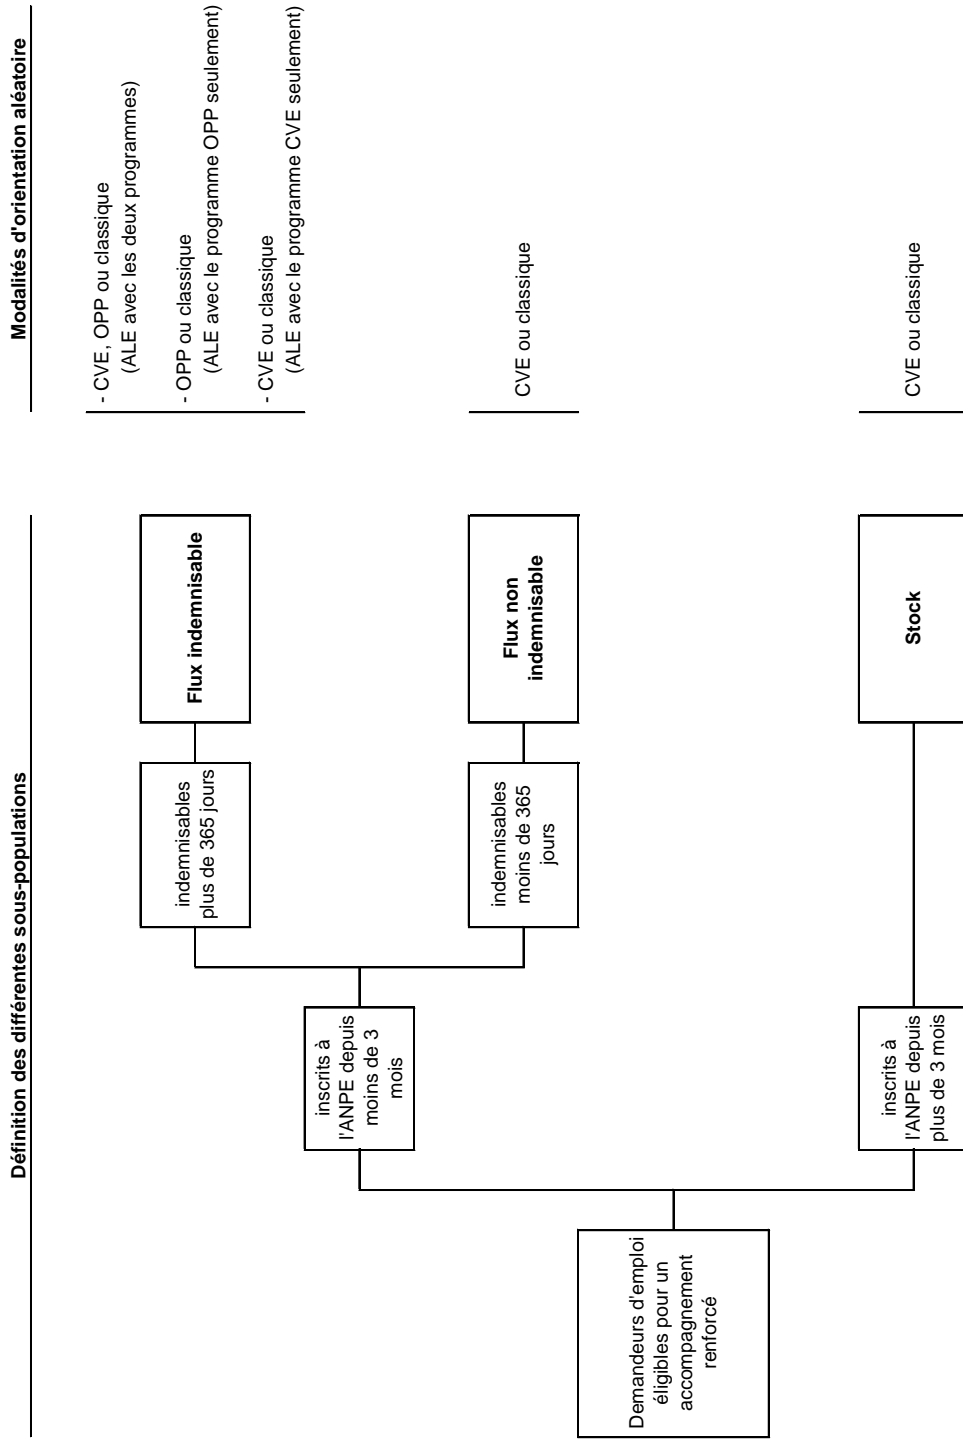 Définition des différentes sous-populations
Modalités d'orientation aléatoire
Demandeurs d'emploi
éligibles pour un
accompagnement
renforcé
inscrits à
l'ANPE depuis
moins de 3
mois
indemnisables
plus de 365 jours
Flux indemnisable
- CVE, OPP ou classique
(ALE avec les deux programmes)
- OPP ou classique
(ALE avec le programme OPP seulement)
- CVE ou classique
(ALE avec le programme CVE seulement)
indemnisables
moins de 365
jours
Flux non
indemnisable
CVE ou classique
inscrits à
l'ANPE depuis
plus de 3 mois
Stock
CVE ou classique